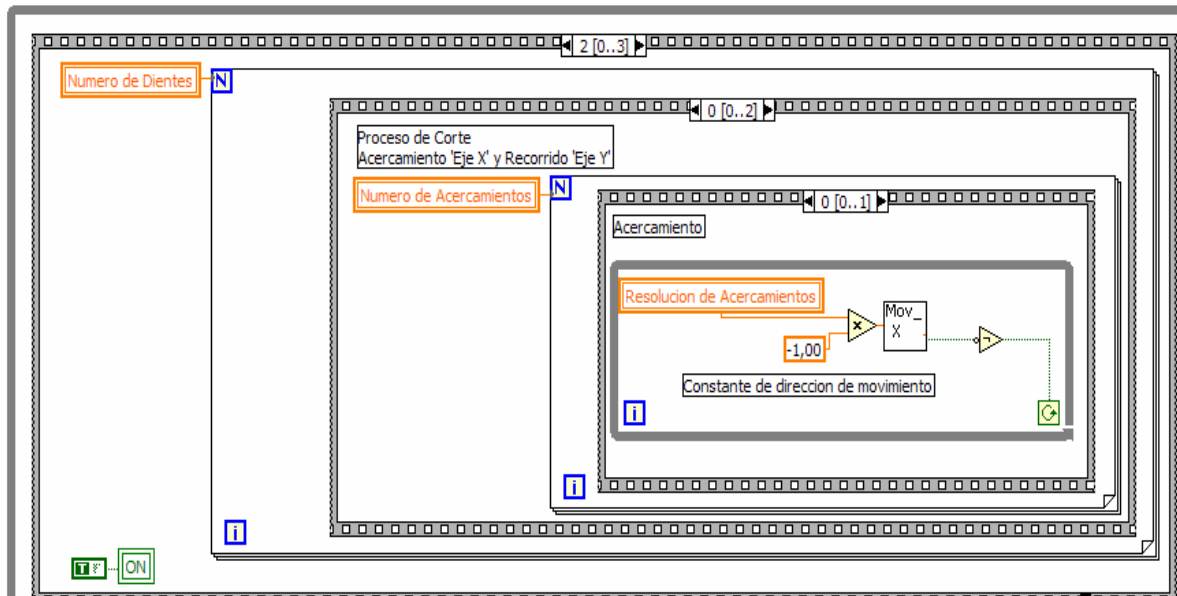 2 [0..3]
Numero de Dientes
N
0 [0..2]
Proceso de Corte
Acercamiento 'Eje X' y Recorrido 'Eje Y'
Numero de Acercamientos
N
0 [0..1]
Acercamiento
Resolucion de Acercamientos
Mov_
X
x
-1,00
Constante de direccion de movimiento
i
i
i
T F
ON